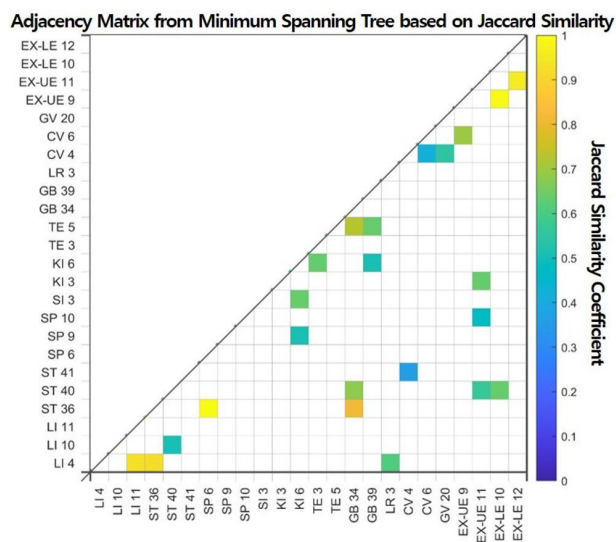 Adjacency Matrix from Minimum Spanning Tree based on Jaccard Similarity
EX-LE 12
EX-LE 10
EX-UE 11
EX-UE 9
GV 20
CV 6
CV 4
LR 3
GB 39
GB 34
TE 5
TE 3
KI 6
KI 3
SI 3
SP 10
SP 9
SP 6
ST 41
ST 40
ST 36
LI 11
LI 10
LI 4
LI 4
LI 10
LI 11
ST 36
ST 40
ST 41
SP 6
SP 9
SP 10
SI 3
KI 3
KI 6
TE 3
TE 5
GB 34
GB 39
LR 3
CV 4
CV 6
GV 20
EX-UE 9
EX-UE 11
EX-LE 10
EX-LE 12
1
0.9
0.8
0.7
0.6
0.5
0.4
0.3
0.2
0.1
0
Jaccard Similarity Coefficient